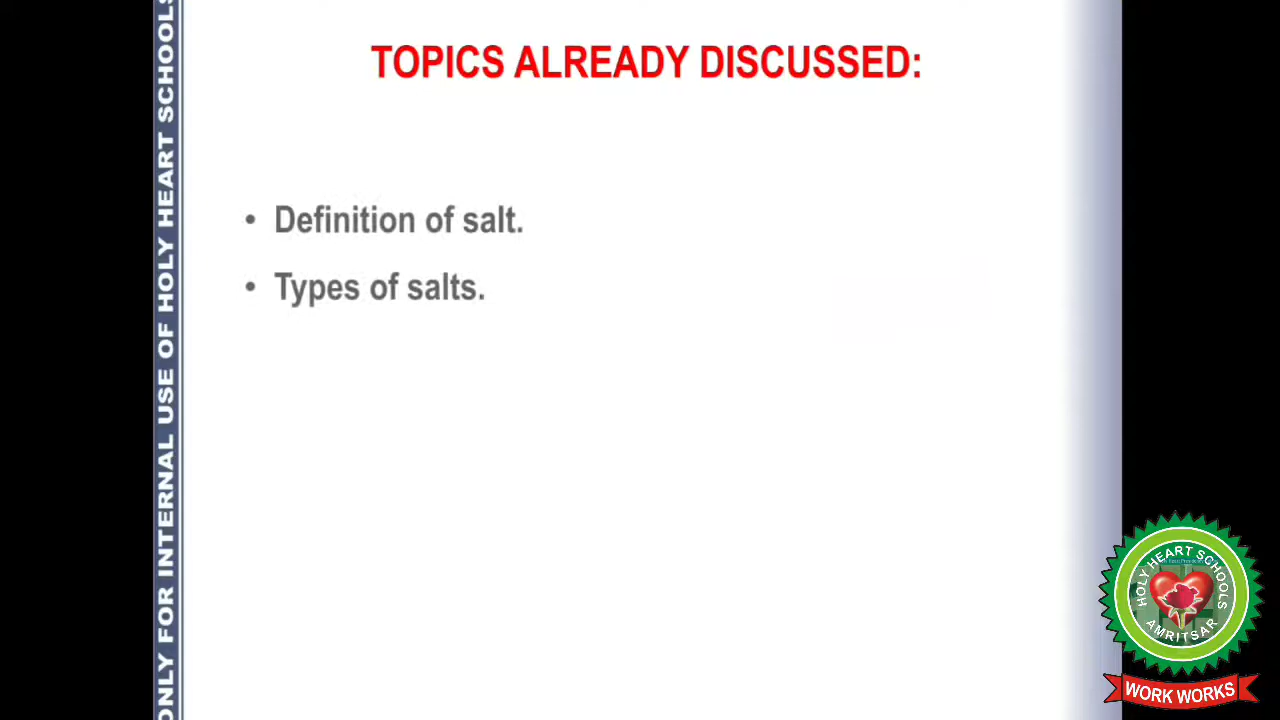 TOPICS ALREADY DISCUSSED:
• Definition of salt.
• Types of salts.
ONLY FOR INTERNAL USE OF HOLY HEART SCHOOLS
HOLY HEART SCHOOLS
AMRITSAR
WORK WORKS